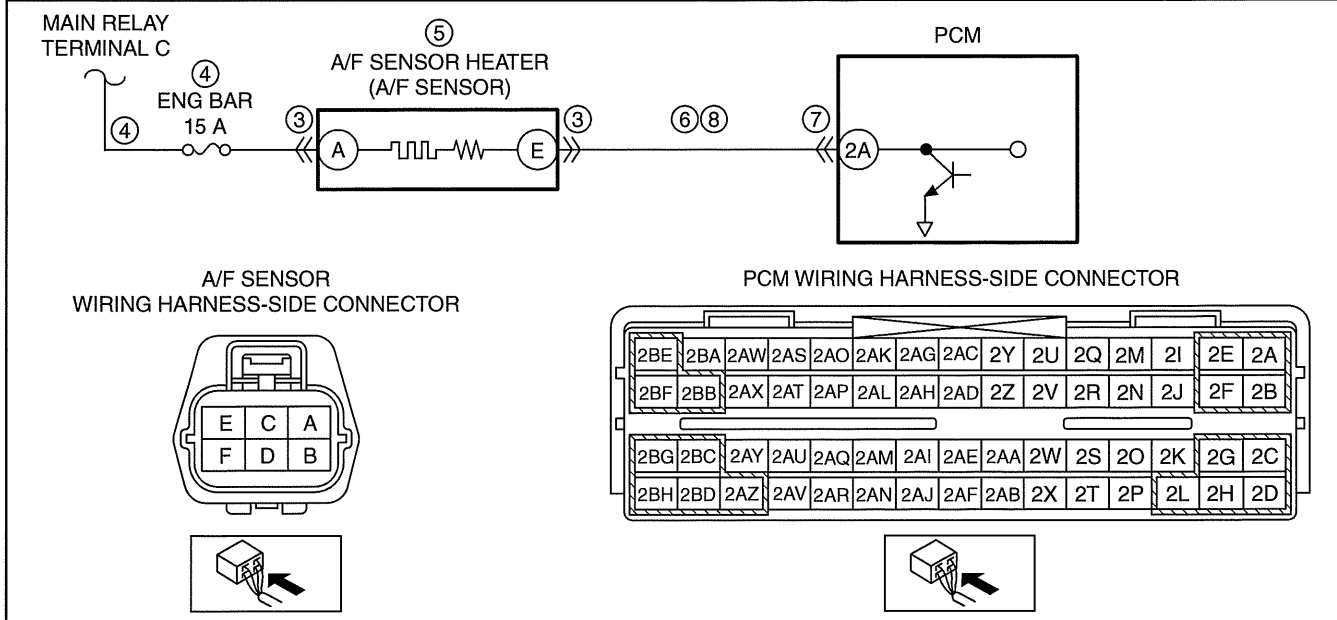 MAIN RELAY
TERMINAL C
④
ENG BAR
15 A
④
⑤
A/F SENSOR HEATER
(A/F SENSOR)
③
A
E
③
⑥⑧
⑦
PCM
2A
A/F SENSOR
WIRING HARNESS-SIDE CONNECTOR
E C A
F D B
PCM WIRING HARNESS-SIDE CONNECTOR
2BE 2BA 2AW 2AS 2AO 2AK 2AG 2AC 2Y 2U 2Q 2M 2I 2E 2A
2BF 2BB 2AX 2AT 2AP 2AL 2AH 2AD 2Z 2V 2R 2N 2J 2F 2B
2BG 2BC 2AY 2AU 2AQ 2AM 2AI 2AE 2AA 2W 2S 2O 2K 2G 2C
2BH 2BD 2AZ 2AV 2AR 2AN 2AJ 2AF 2AB 2X 2T 2P 2L 2H 2D